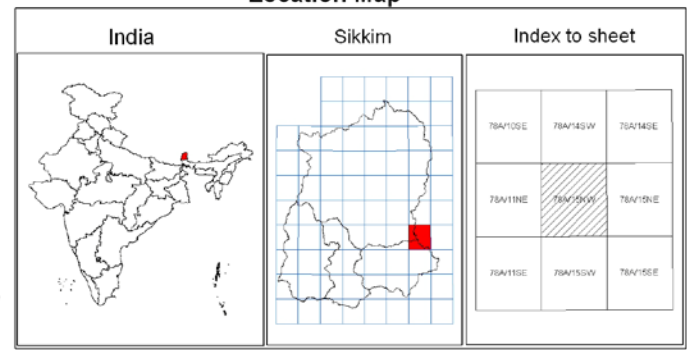 Location Map
India
Sikkim
Index to sheet
78A/10SE 78A/14SW 78A/14SE
78A/11NE 78A/15NW 78A/15NE
78A/11SE 78A/15SW 78A/15SE